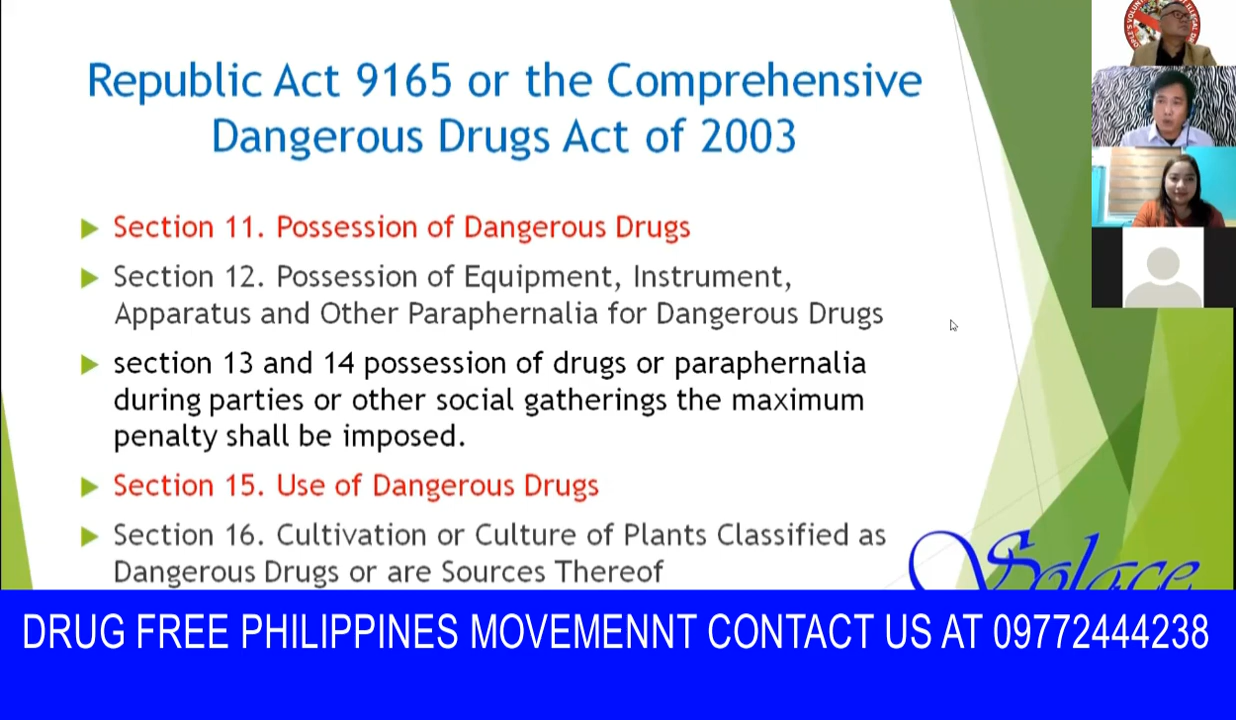 Republic Act 9165 or the Comprehensive
Dangerous Drugs Act of 2003
Section 11. Possession of Dangerous Drugs
Section 12. Possession of Equipment, Instrument,
Apparatus and Other Paraphernalia for Dangerous Drugs
section 13 and 14 possession of drugs or paraphernalia
during parties or other social gatherings the maximum
penalty shall be imposed.
Section 15. Use of Dangerous Drugs
Section 16. Cultivation or Culture of Plants Classified as
Dangerous Drugs or are Sources Thereof
Solace
DRUG FREE PHILIPPINES MOVEMENNT CONTACT US AT 09772444238